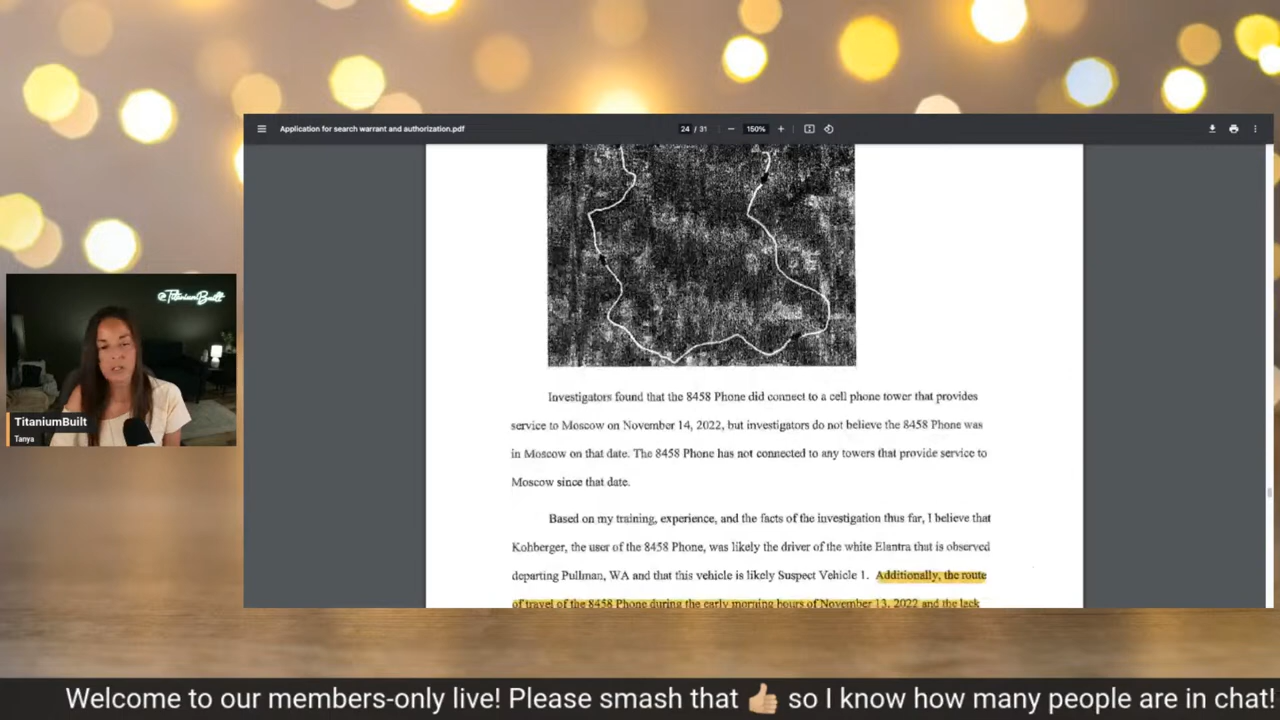 Application for search warrant and authorization.pdf
24 / 31
150%
@TitaniumBuilt
TitaniumBuilt
Tanya
Investigators found that the 8458 Phone did connect to a cell phone tower that provides
service to Moscow on November 14, 2022, but investigators do not believe the 8458 Phone was
in Moscow on that date. The 8458 Phone has not connected to any towers that provide service to
Moscow since that date.
Based on my training, experience, and the facts of the investigation thus far, I believe that
Kohberger, the user of the 8458 Phone, was likely the driver of the white Elantra that is observed
departing Pullman, WA and that this vehicle is likely Suspect Vehicle 1. Additionally, the route
of travel of the 8458 Phone during the early morning hours of November 13, 2022 and the lack
Welcome to our members-only live! Please smash that 👍🏼 so I know how many people are in chat!